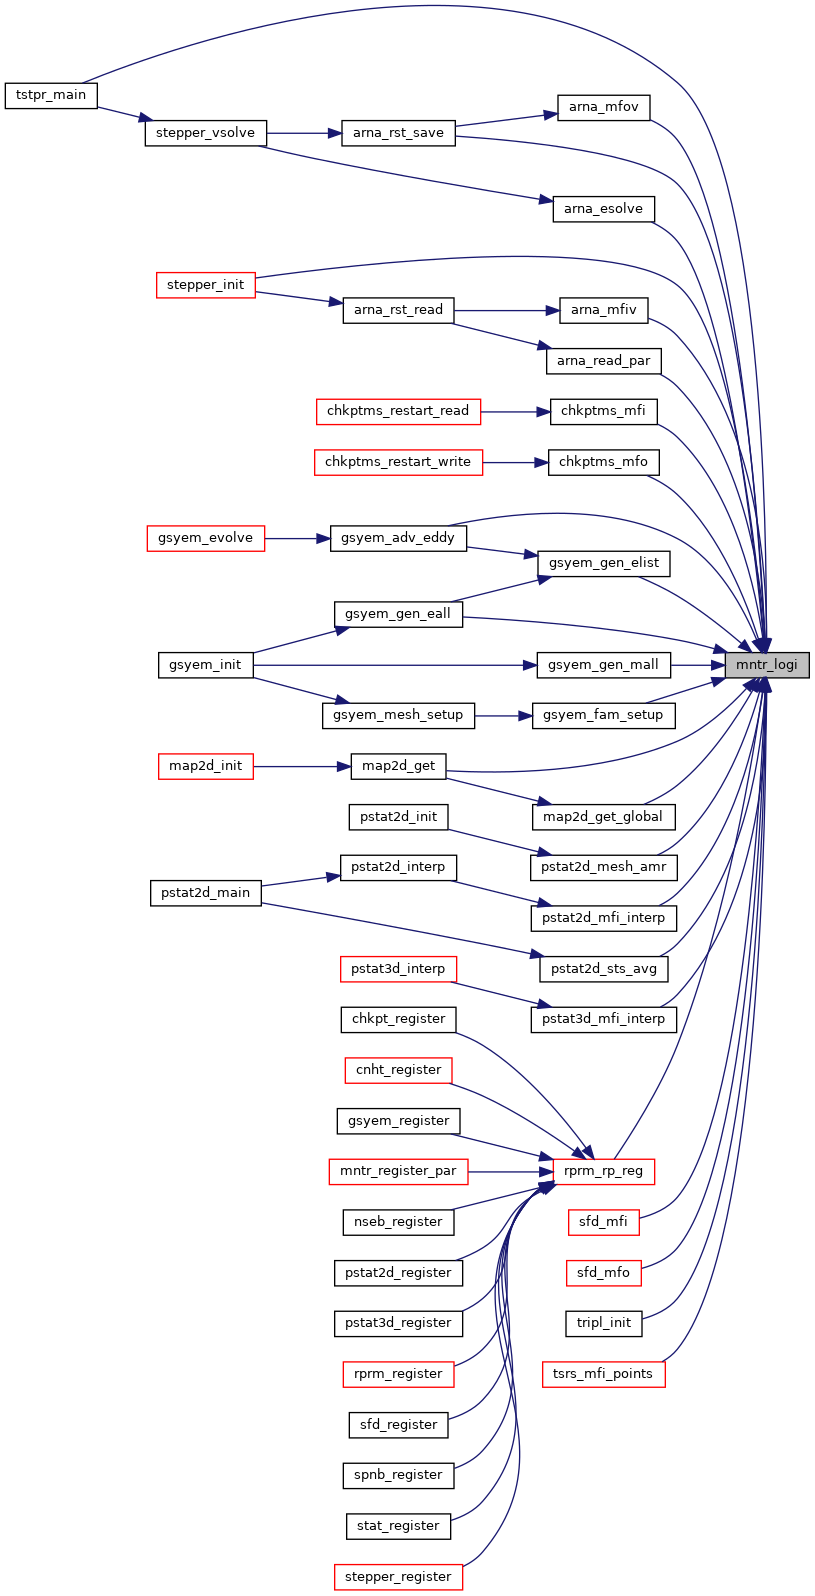 tstpr_main
arna_mfov
stepper_vsolve
arna_rst_save
arna_esolve
stepper_init
arna_rst_read
arna_mfiv
arna_read_par
chkptms_restart_read
chkptms_mfi
chkptms_restart_write
chkptms_mfo
gsyem_evolve
gsyem_adv_eddy
gsyem_gen_elist
gsyem_gen_eall
gsyem_init
gsyem_gen_mall
mntr_logi
gsyem_mesh_setup
gsyem_fam_setup
map2d_init
map2d_get
map2d_get_global
pstat2d_init
pstat2d_mesh_amr
pstat2d_interp
pstat2d_main
pstat2d_mfi_interp
pstat2d_sts_avg
pstat3d_interp
pstat3d_mfi_interp
chkpt_register
cnht_register
gsyem_register
mntr_register_par
rprm_rp_reg
nseb_register
sfd_mfi
pstat2d_register
sfd_mfo
pstat3d_register
tripl_init
rprm_register
tsrs_mfi_points
sfd_register
spnb_register
stat_register
stepper_register